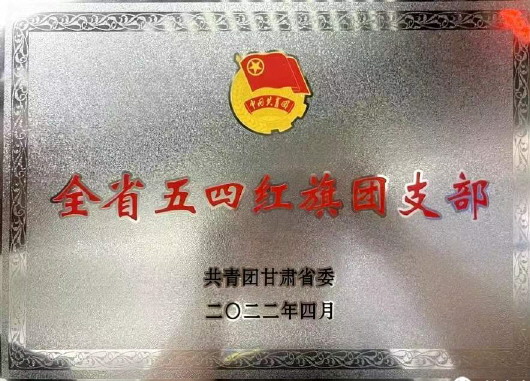 中国共青团
全省五四红旗团支部
共青团甘肃省委
二〇二二年四月